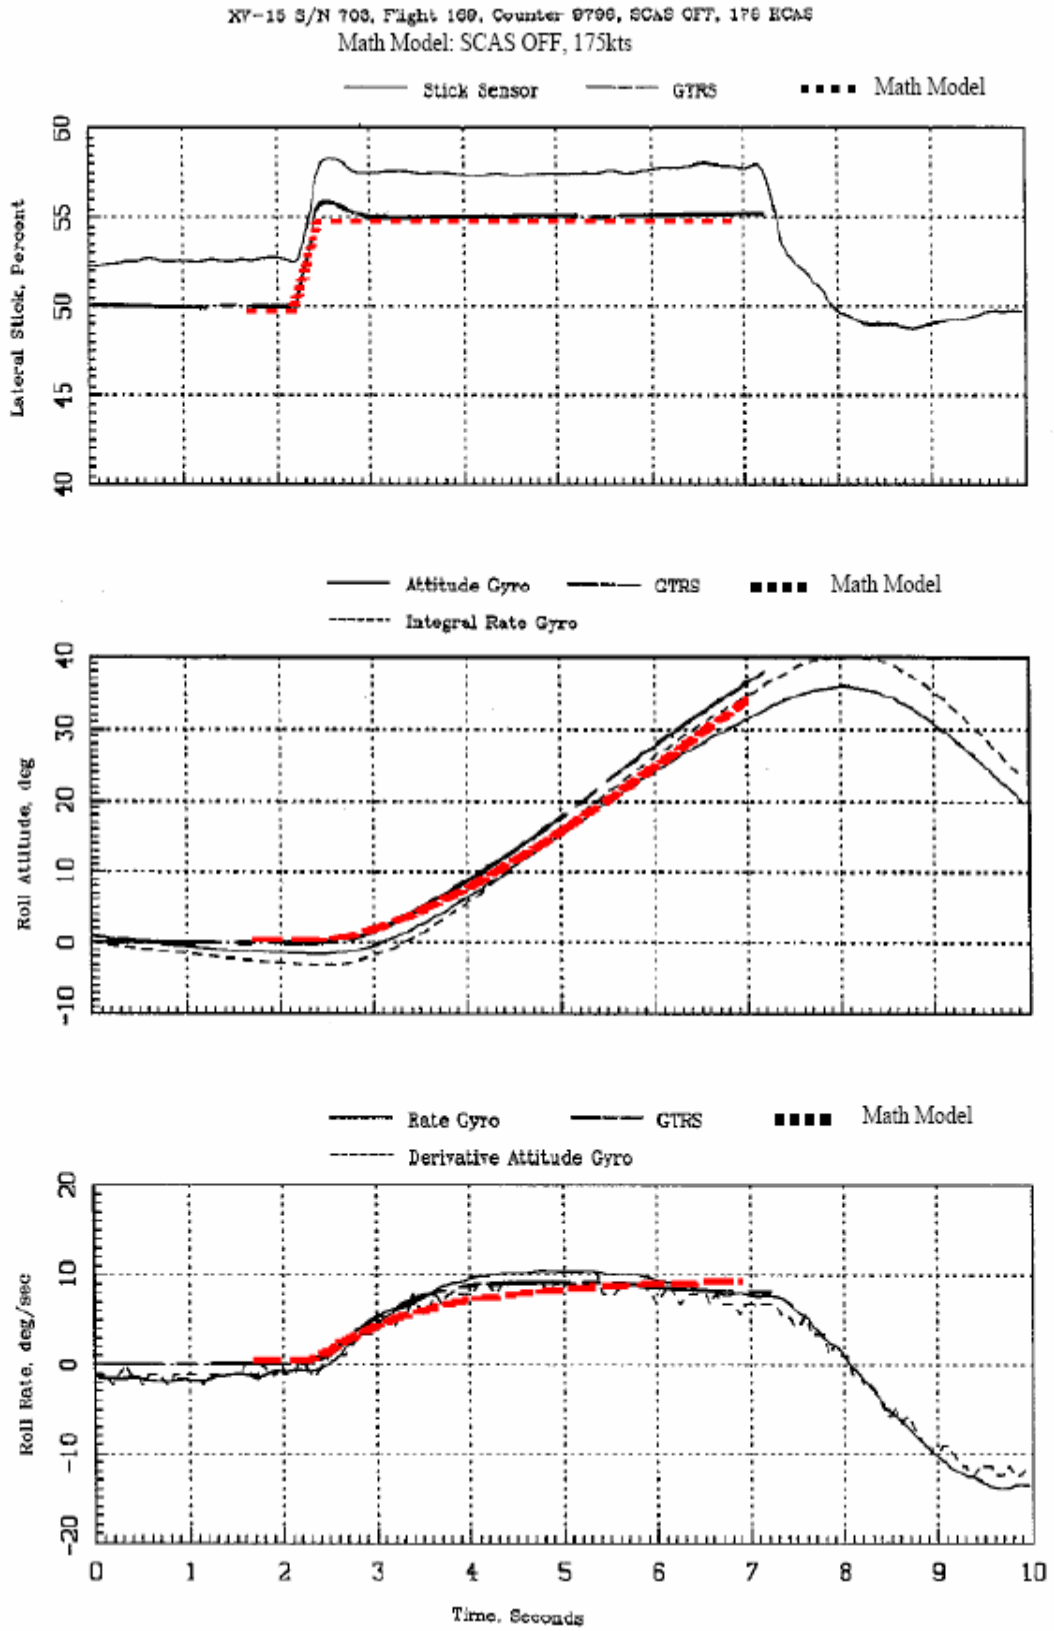 XV-15 S/N 703, Flight 169, Counter 9796, SCAS OFF, 175 KCAS
Math Model: SCAS OFF, 175kts
Stick Sensor GTRS Math Model
Lateral Stick, Percent
60
55
50
45
40
Attitude Gyro GTRS Math Model
Integral Rate Gyro
Roll Attitude, deg
40
30
20
10
0
-10
Rate Gyro GTRS Math Model
Derivative Attitude Gyro
Roll Rate, deg/sec
20
10
0
-10
-20
0 1 2 3 4 5 6 7 8 9 10
Time, Seconds